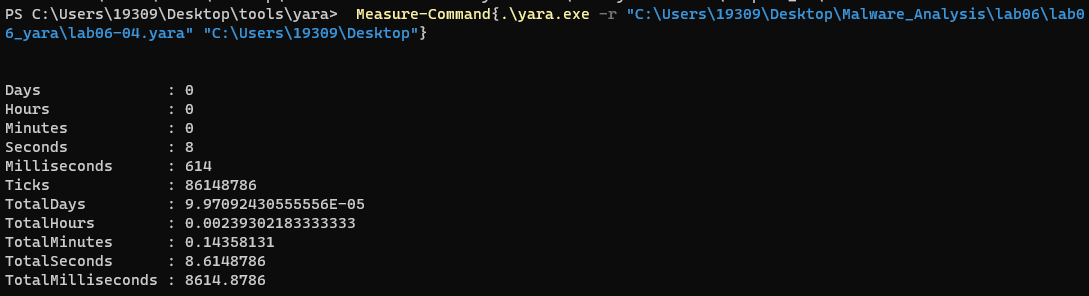 PS C:\Users\19309\Desktop\tools\yara>  Measure-Command{.\yara.exe -r "C:\Users\19309\Desktop\Malware_Analysis\lab06\lab0
6_yara\lab06-04.yara" "C:\Users\19309\Desktop"}
Days              : 0
Hours             : 0
Minutes           : 0
Seconds           : 8
Milliseconds      : 614
Ticks             : 86148786
TotalDays         : 9.97092430555556E-05
TotalHours        : 0.00239302183333333
TotalMinutes      : 0.14358131
TotalSeconds      : 8.6148786
TotalMilliseconds : 8614.8786